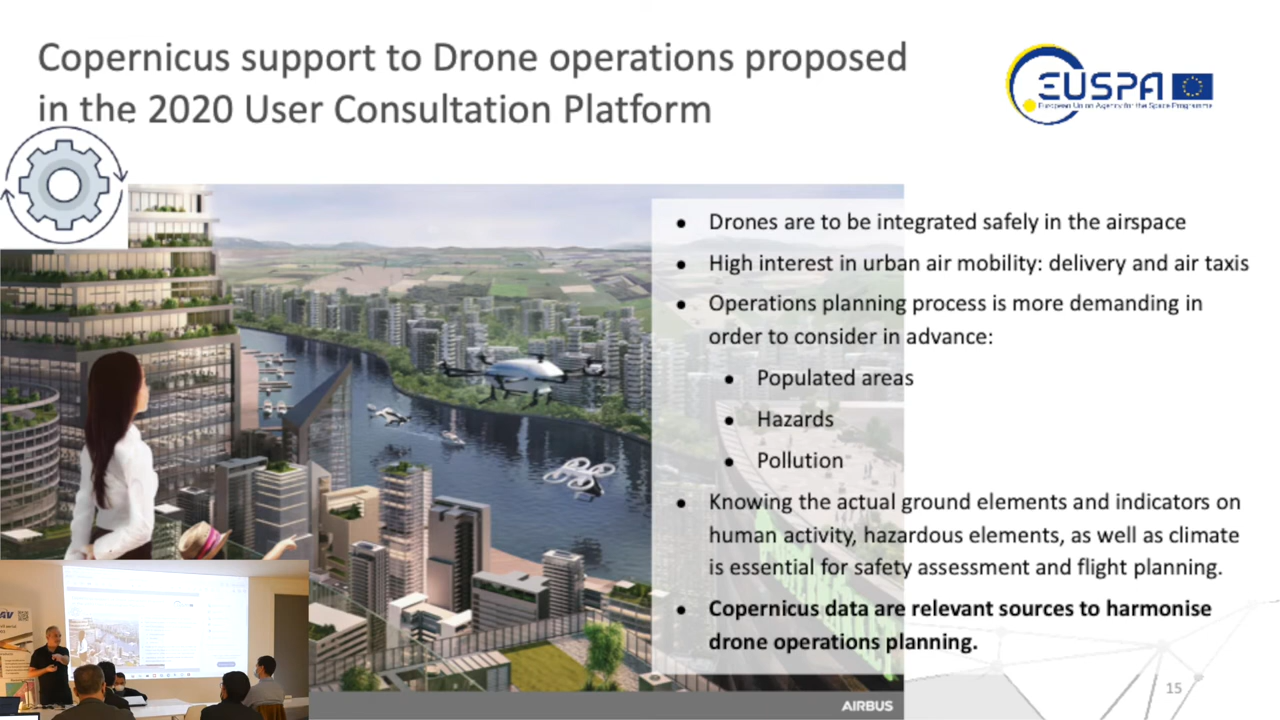 Copernicus support to Drone operations proposed
in the 2020 User Consultation Platform
EUSPA
European Union Agency for the Space Programme
• Drones are to be integrated safely in the airspace
• High interest in urban air mobility: delivery and air taxis
• Operations planning process is more demanding in
order to consider in advance:
• Populated areas
• Hazards
• Pollution
• Knowing the actual ground elements and indicators on
human activity, hazardous elements, as well as climate
is essential for safety assessment and flight planning.
• Copernicus data are relevant sources to harmonise
drone operations planning.
15
AIRBUS